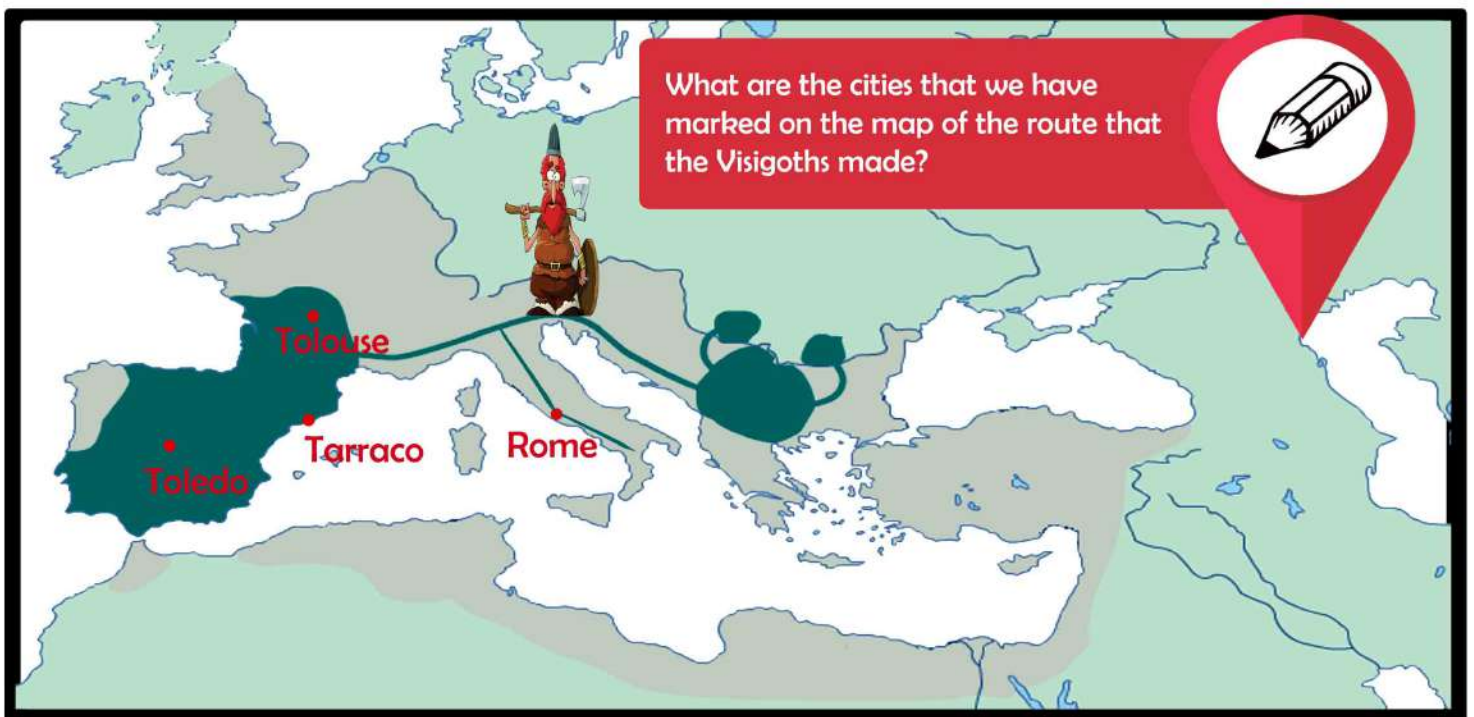 What are the cities that we have
marked on the map of the route that
the Visigoths made?
Tolouse
Tarraco
Rome
Toledo